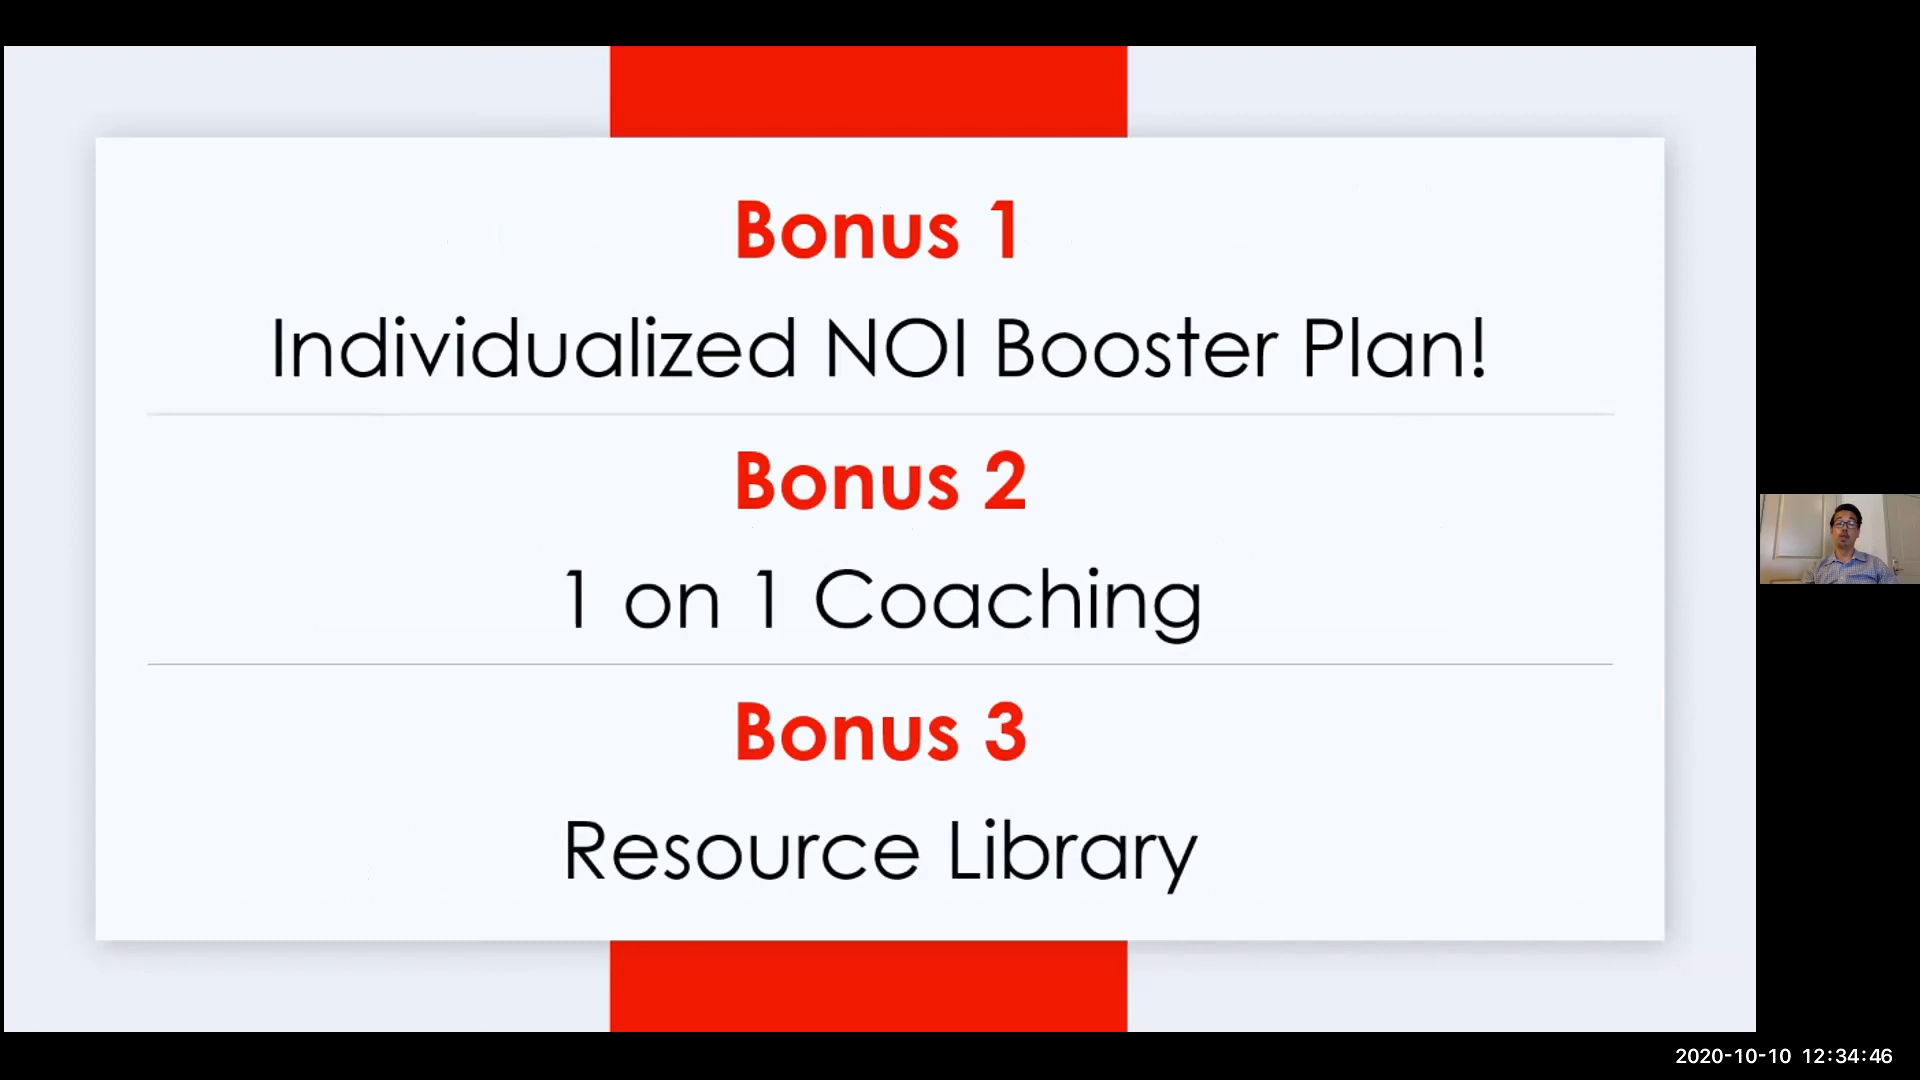 Bonus 1
Individualized NOI Booster Plan!
Bonus 2
1 on 1 Coaching
Bonus 3
Resource Library
2020-10-10 12:34:46